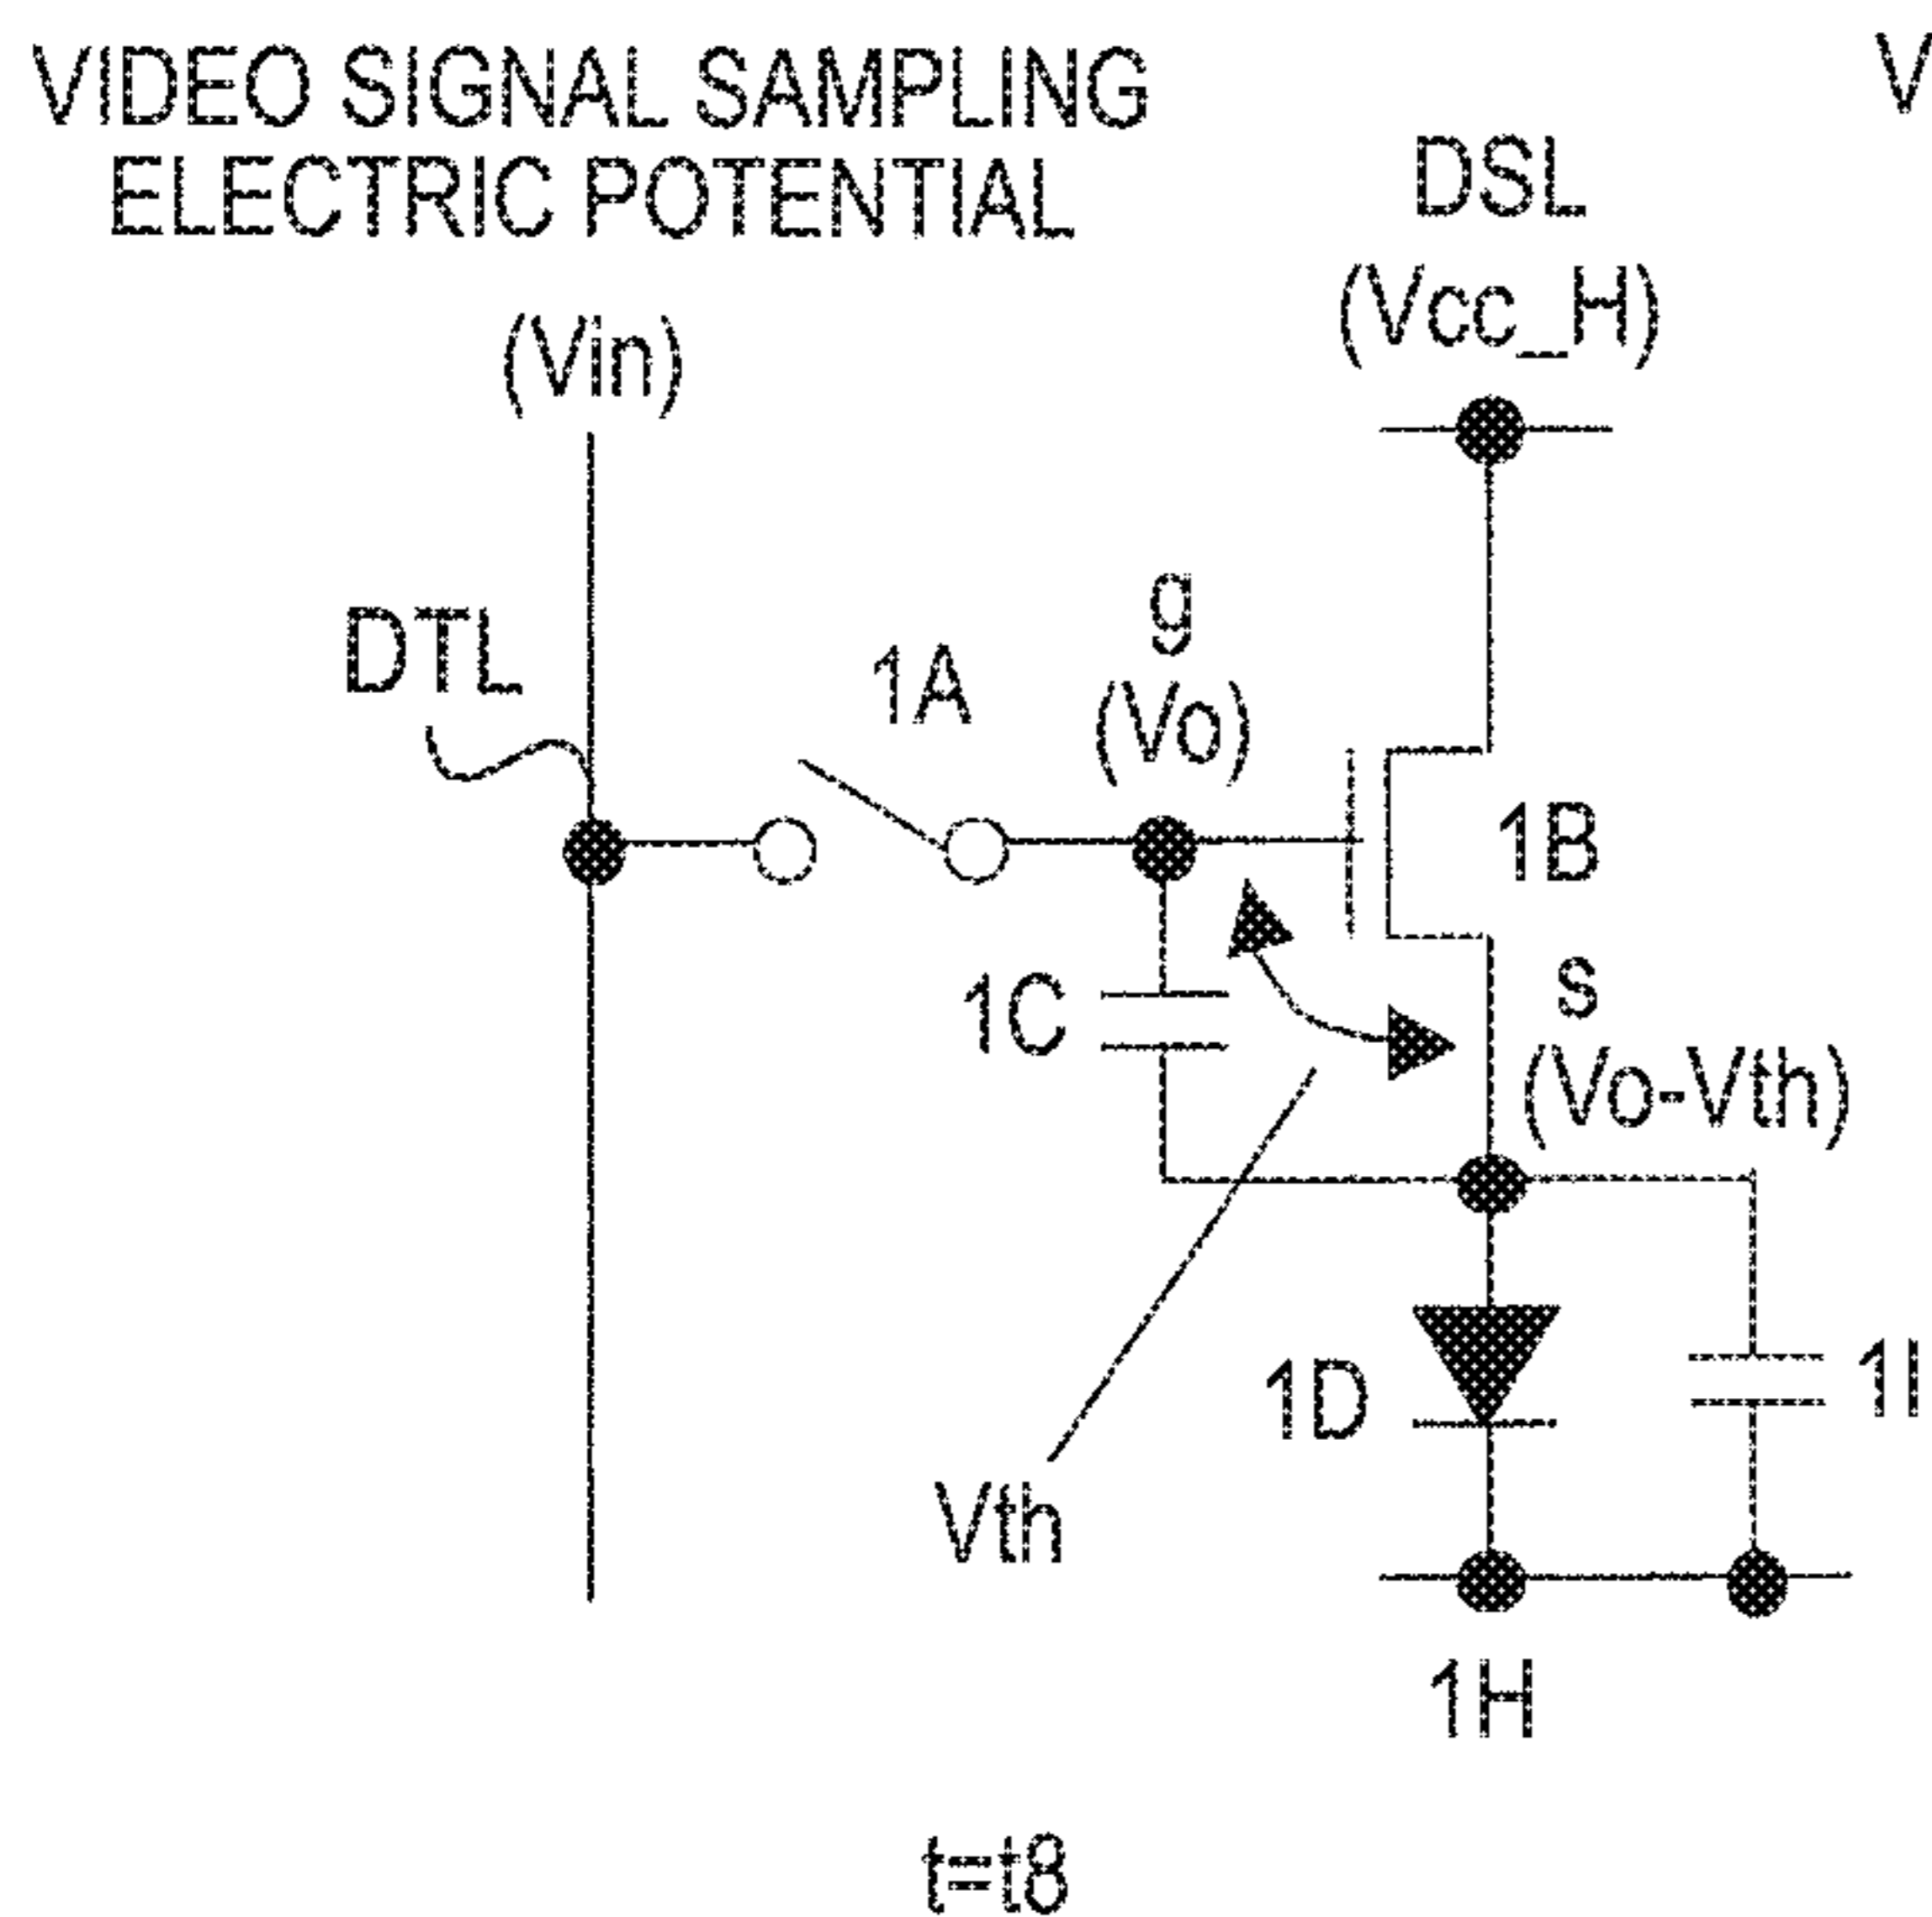 VIDEO SIGNAL SAMPLING
ELECTRIC POTENTIAL
(Vin)
V
DSL
(Vcc_H)
DTL
1A
g
(Vo)
1B
1C
s
(Vo-Vth)
1D
1I
Vth
1H
t=t8